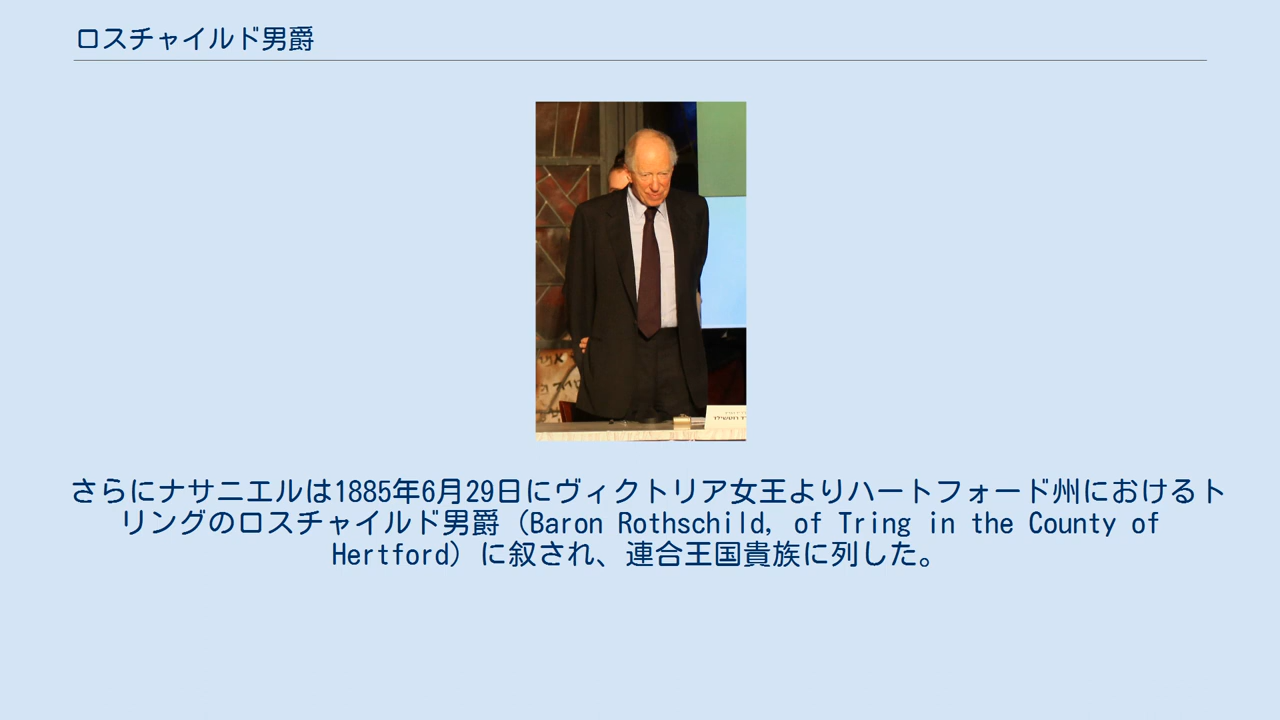 ロスチャイルド男爵
さらにナサニエルは1885年6月29日にヴィクトリア女王よりハートフォード州におけるト
リングのロスチャイルド男爵（Baron Rothschild, of Tring in the County of
Hertford）に叙され、連合王国貴族に列した。